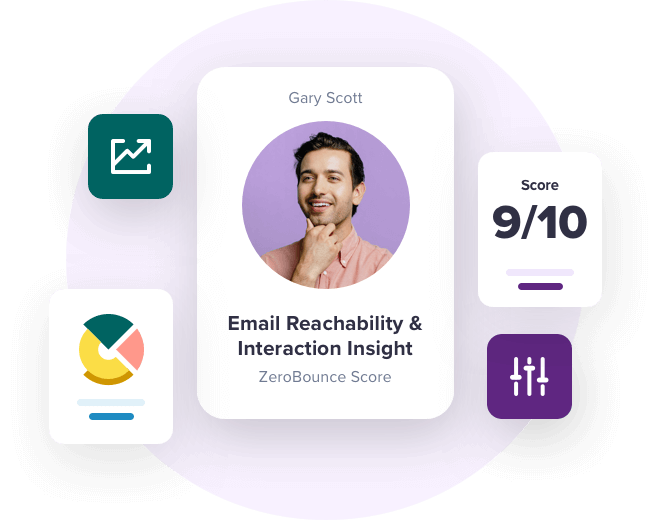 Gary Scott
Score
9/10
Email Reachability &
Interaction Insight
ZeroBounce Score